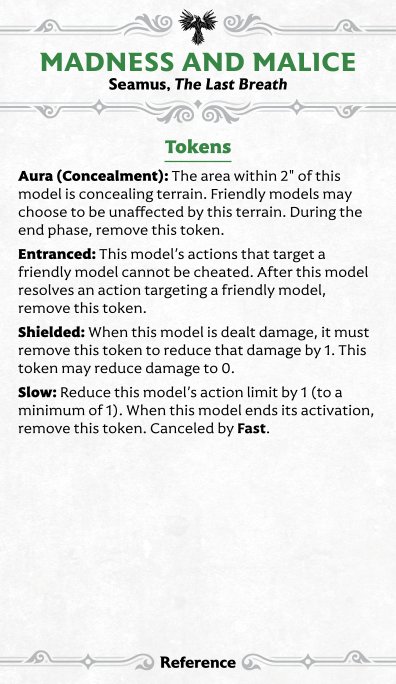 MADNESS AND MALICE
Seamus, The Last Breath
Tokens
Aura (Concealment): The area within 2" of this
model is concealing terrain. Friendly models may
choose to be unaffected by this terrain. During the
end phase, remove this token.
Entranced: This model's actions that target a
friendly model cannot be cheated. After this model
resolves an action targeting a friendly model,
remove this token.
Shielded: When this model is dealt damage, it must
remove this token to reduce that damage by 1. This
token may reduce damage to 0.
Slow: Reduce this model's action limit by 1 (to a
minimum of 1). When this model ends its activation,
remove this token. Canceled by Fast.
Reference